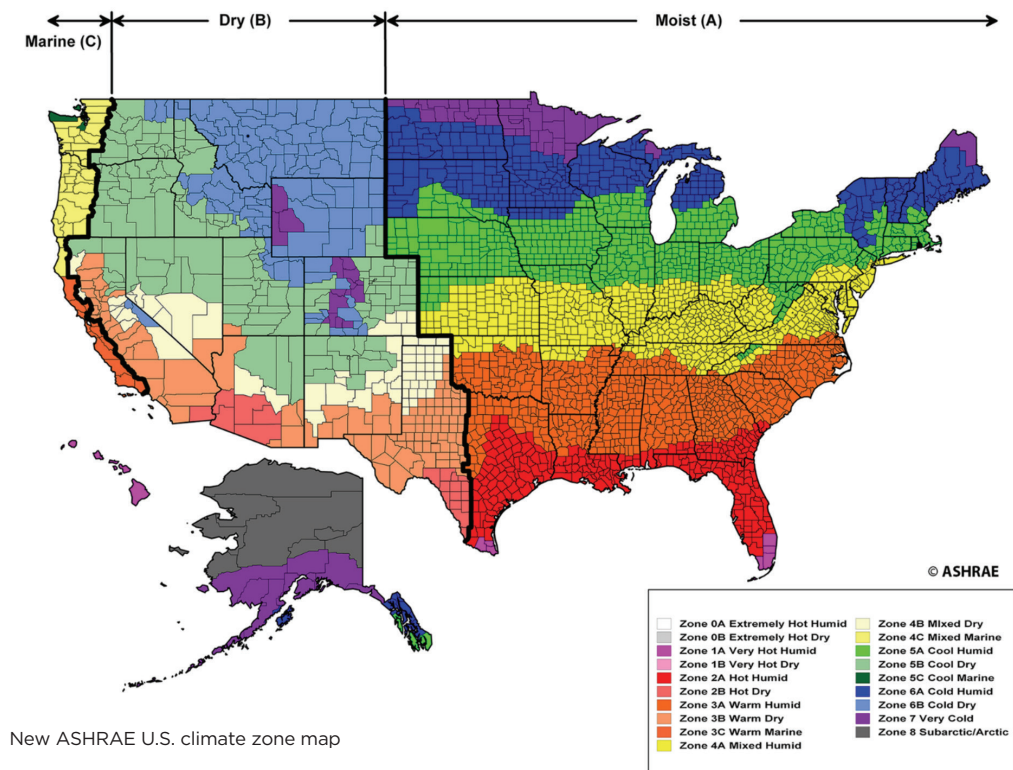 Marine (C)
Dry (B)
Moist (A)
© ASHRAE
Zone 0A Extremely Hot Humid
Zone 0B Extremely Hot Dry
Zone 1A Very Hot Humid
Zone 1B Very Hot Dry
Zone 2A Hot Humid
Zone 2B Hot Dry
Zone 3A Warm Humid
Zone 3B Warm Dry
Zone 3C Warm Marine
Zone 4A Mixed Humid
Zone 4B MIxed Dry
Zone 4C Mixed Marine
Zone 5A Cool Humid
Zone 5B Cool Dry
Zone 5C Cool Marine
Zone 6A Cold Humid
Zone 6B Cold Dry
Zone 7 Very Cold
Zone 8 Subarctic/Arctic
New ASHRAE U.S. climate zone map